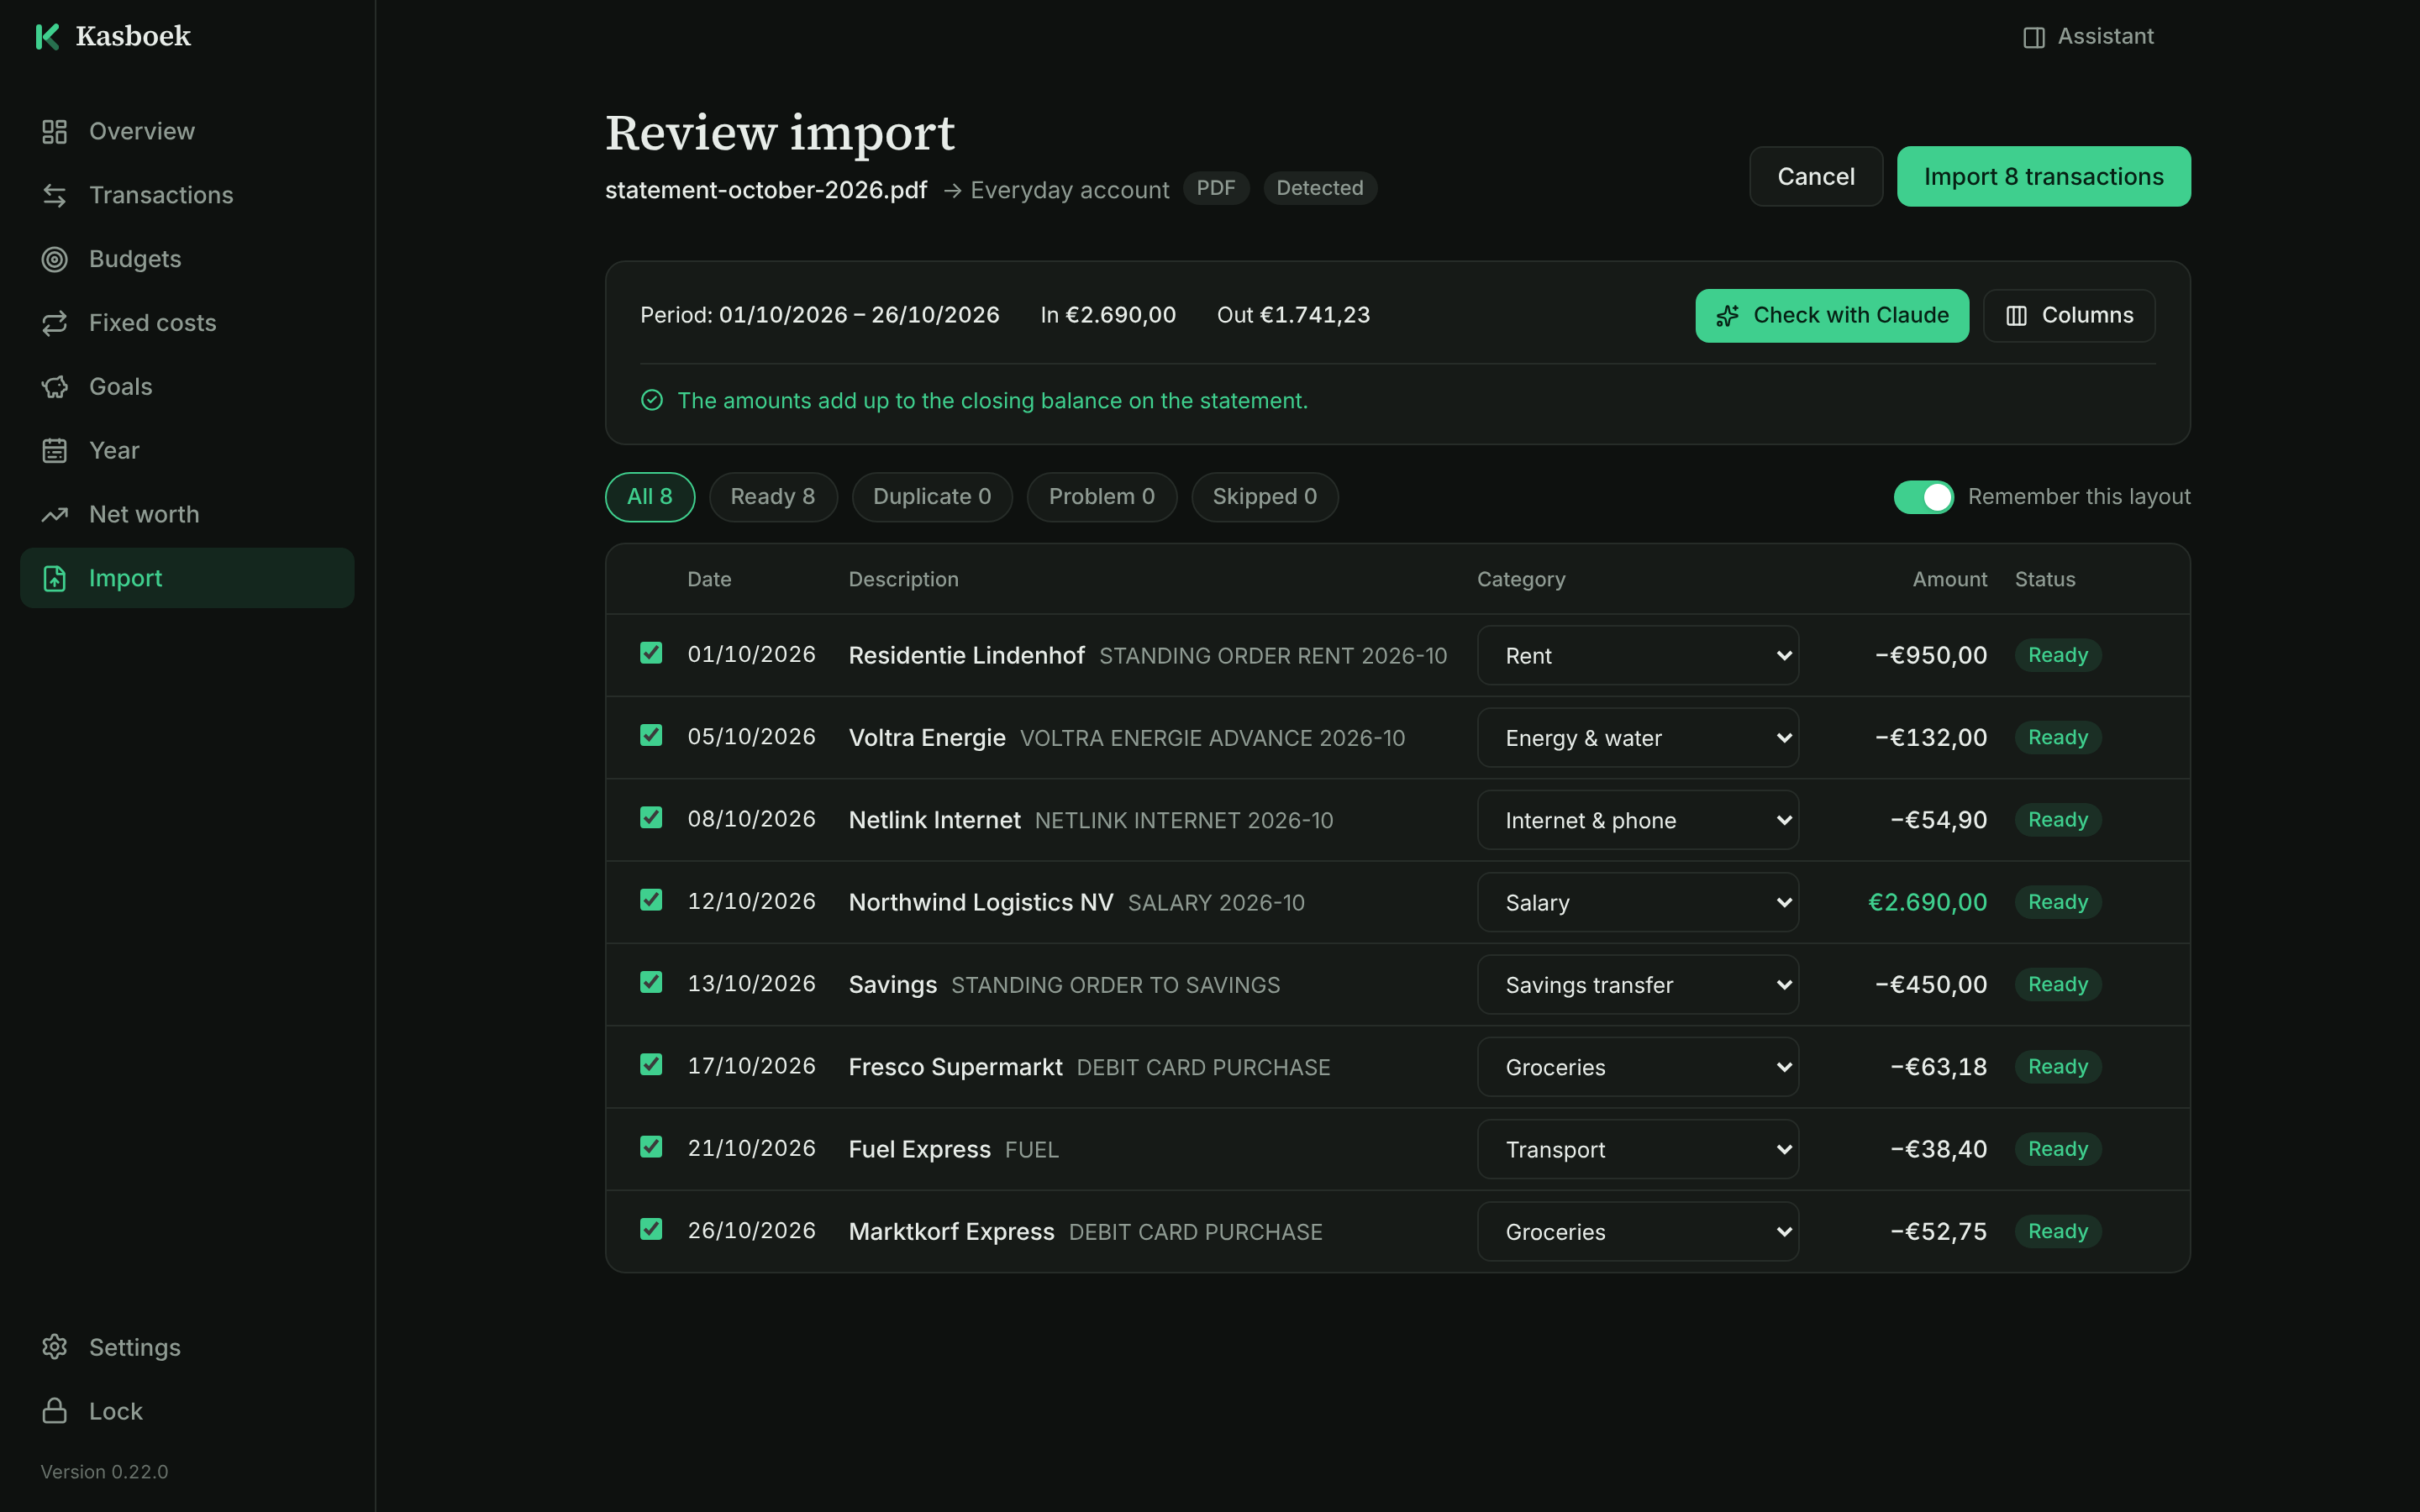 Kasboek
Assistant
Overview
Transactions
Budgets
Fixed costs
Goals
Year
Net worth
Import
Settings
Lock
Version 0.22.0
Review import
statement-october-2026.pdf → Everyday account PDF Detected
Cancel
Import 8 transactions
Period: 01/10/2026 – 26/10/2026 In €2.690,00 Out €1.741,23
Check with Claude
Columns
The amounts add up to the closing balance on the statement.
All 8 Ready 8 Duplicate 0 Problem 0 Skipped 0
Remember this layout
Date Description Category Amount Status
01/10/2026 Residentie Lindenhof STANDING ORDER RENT 2026-10 Rent −€950,00 Ready
05/10/2026 Voltra Energie VOLTRA ENERGIE ADVANCE 2026-10 Energy & water −€132,00 Ready
08/10/2026 Netlink Internet NETLINK INTERNET 2026-10 Internet & phone −€54,90 Ready
12/10/2026 Northwind Logistics NV SALARY 2026-10 Salary €2.690,00 Ready
13/10/2026 Savings STANDING ORDER TO SAVINGS Savings transfer −€450,00 Ready
17/10/2026 Fresco Supermarkt DEBIT CARD PURCHASE Groceries −€63,18 Ready
21/10/2026 Fuel Express FUEL Transport −€38,40 Ready
26/10/2026 Marktkorf Express DEBIT CARD PURCHASE Groceries −€52,75 Ready